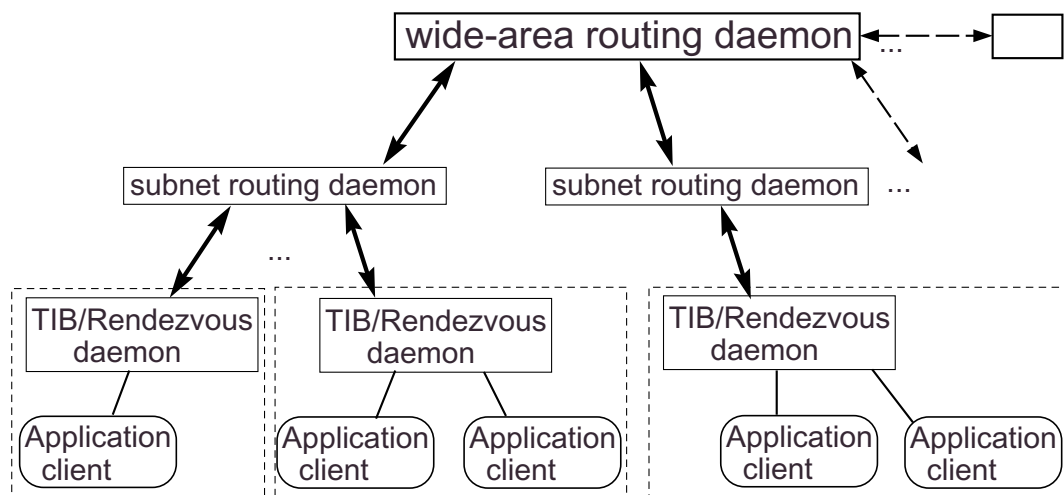 wide-area routing daemon
...
subnet routing daemon
subnet routing daemon
...
...
TIB/Rendezvous
daemon
TIB/Rendezvous
daemon
TIB/Rendezvous
daemon
Application
client
Application
client
Application
client
Application
client
Application
client